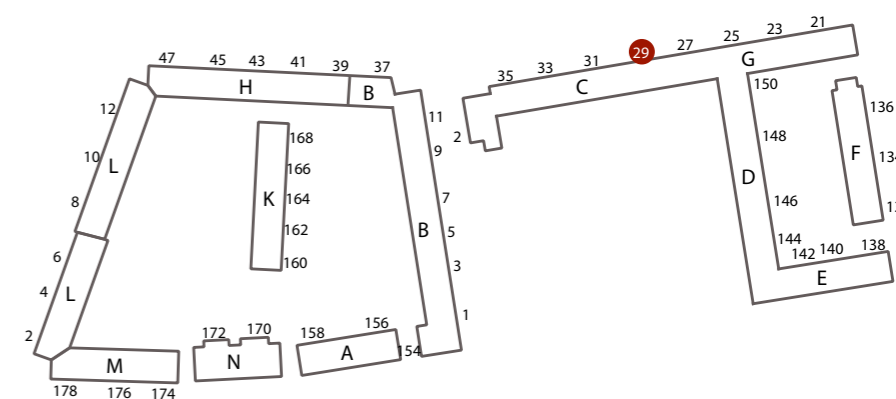 47 45 43 41 39 37
H B
12 10 8 L
6 4 2 L
168 166 164 162 160
K
11 9 7 5 3 1
B
172 170
N
158 156 154
A
M
178 176 174
35 33 31 29 27 25 23 21
2 C G
150 148 146 144 142 140 138
D
E
136
F